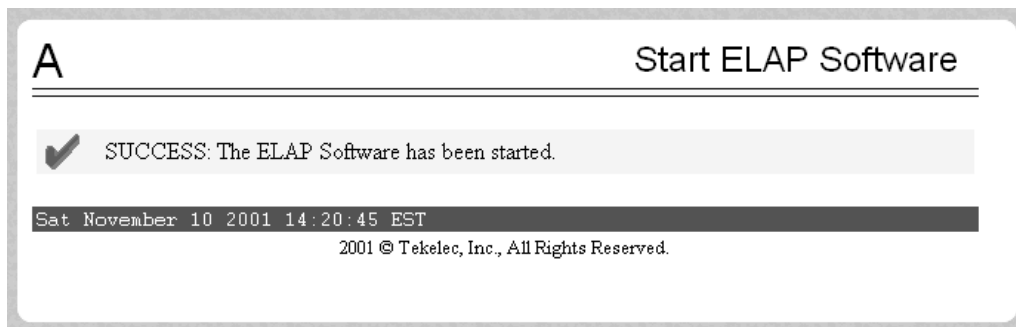 A
Start ELAP Software
SUCCESS: The ELAP Software has been started.
Sat November 10 2001 14:20:45 EST
2001 © Tekelec, Inc., All Rights Reserved.